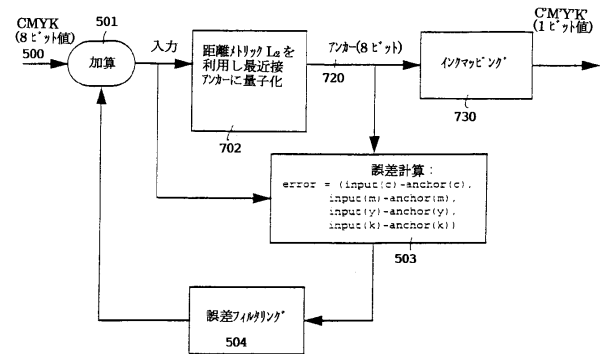 CMYK
(8 ビット値)
500
501
加算
入力
距離メトリック Lα を
利用し最近接
アンカーに量子化
702
アンカー(8 ビット)
720
インクマッピング
730
C'M'Y'K'
(1 ビット値)
誤差計算：
error = (input(c)-anchor(c),
input(m)-anchor(m),
input(y)-anchor(y),
input(k)-anchor(k))
503
誤差フィルタリング
504